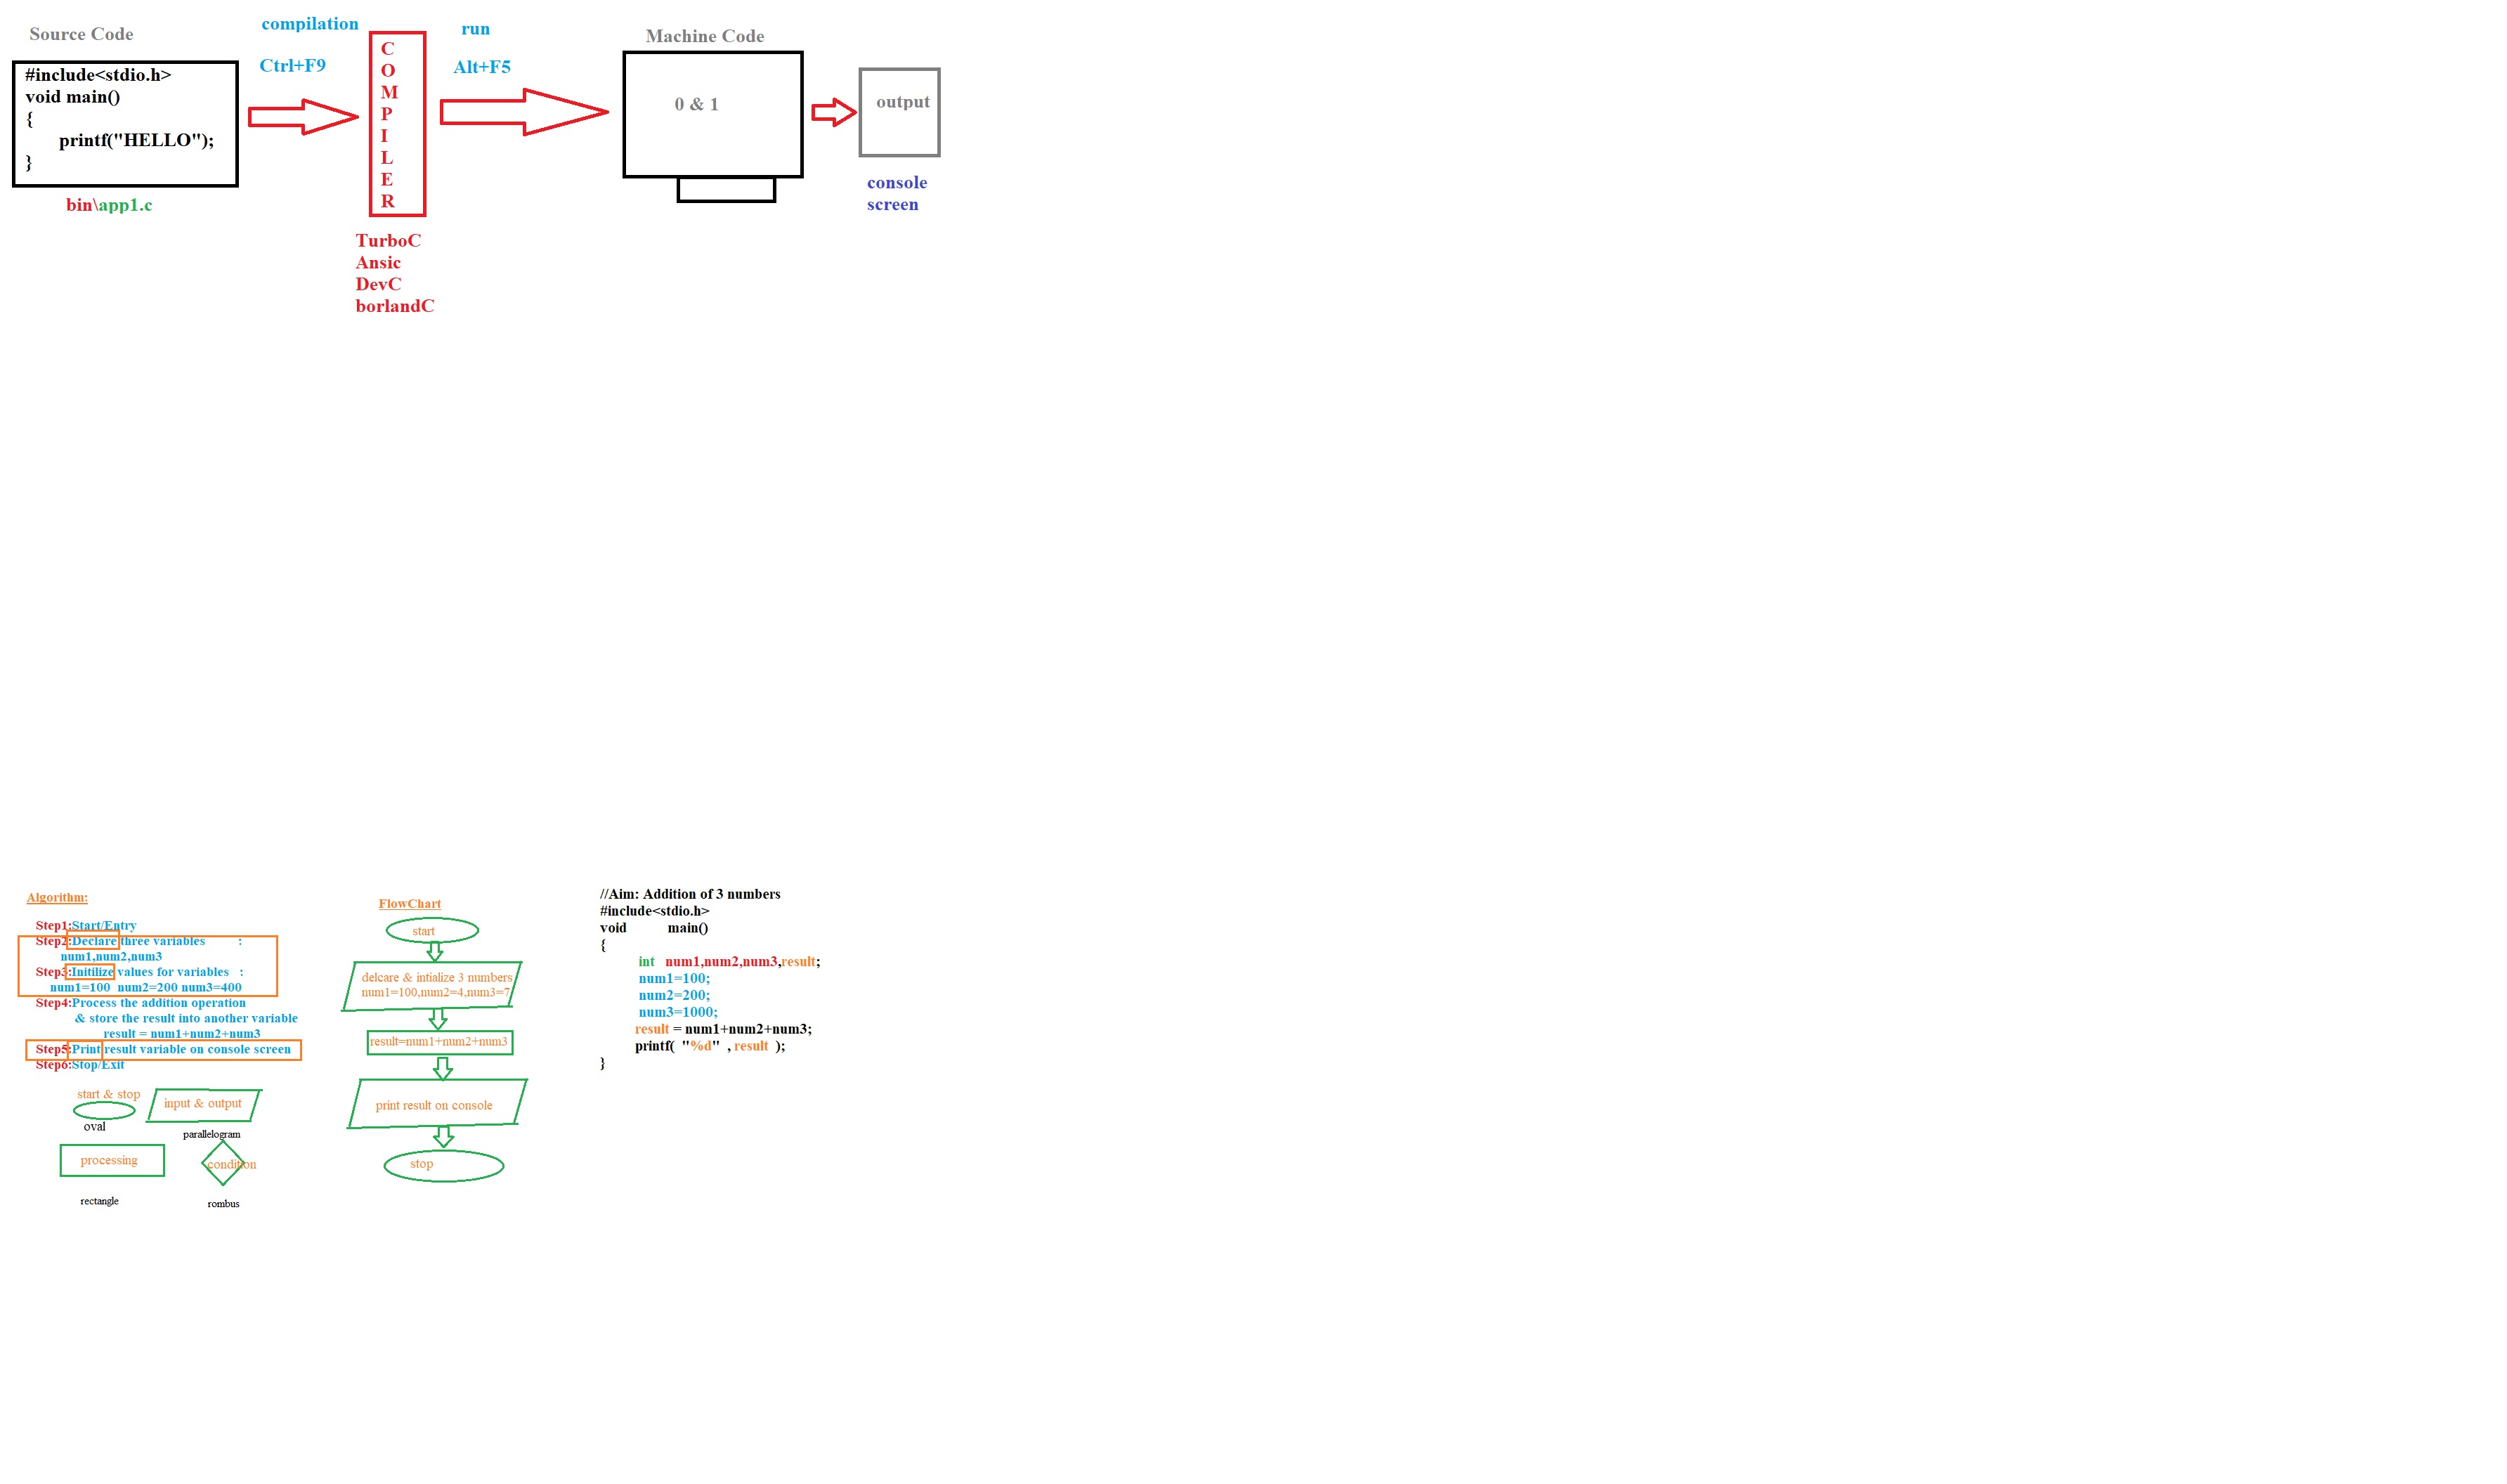 Source Code
#include<stdio.h>
void main()
{
printf("HELLO");
}
bin\app1.c
compilation
Ctrl+F9
C
O
M
P
I
L
E
R
TurboC
Ansic
DevC
borlandC
run
Alt+F5
Machine Code
0 & 1
output
console
screen
Algorithm:
Step1:Start/Entry
Step2:Declare three variables :
num1,num2,num3
Step3:Initilize values for variables :
num1=100 num2=200 num3=400
Step4:Process the addition operation
& store the result into another variable
result = num1+num2+num3
Step5:Print result variable on console screen
Step6:Stop/Exit
start & stop
oval
input & output
parallelogram
processing
rectangle
condition
rombus
FlowChart
start
delcare & intialize 3 numbers
num1=100,num2=4,num3=7
result=num1+num2+num3
print result on console
stop
//Aim: Addition of 3 numbers
#include<stdio.h>
void main()
{
int num1,num2,num3,result;
num1=100;
num2=200;
num3=1000;
result = num1+num2+num3;
printf( "%d" , result );
}